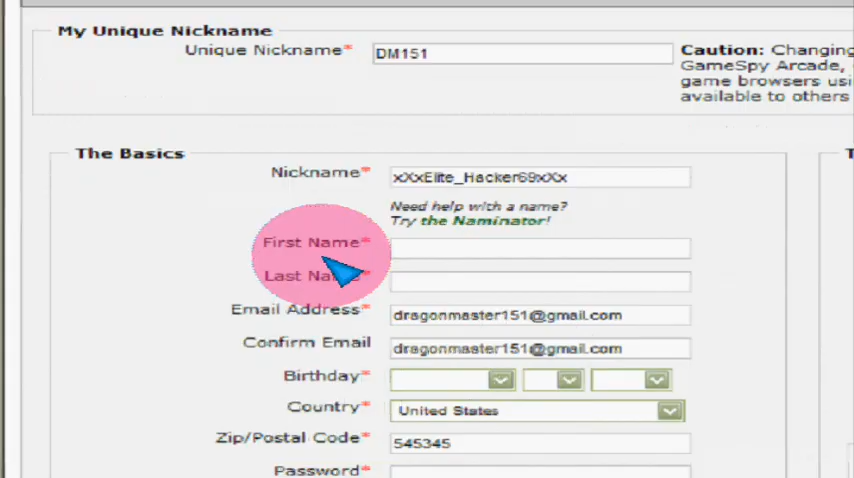 My Unique Nickname
Unique Nickname* DM151
Caution: Changing
GameSpy Arcade,
game browsers usi
available to others
The Basics
Nickname* xXxElite_Hacker69xXx
Need help with a name?
Try the Naminator!
First Name*
Last Name*
Email Address* dragonmaster151@gmail.com
Confirm Email dragonmaster151@gmail.com
Birthday*
Country* United States
Zip/Postal Code* 545345
Password*